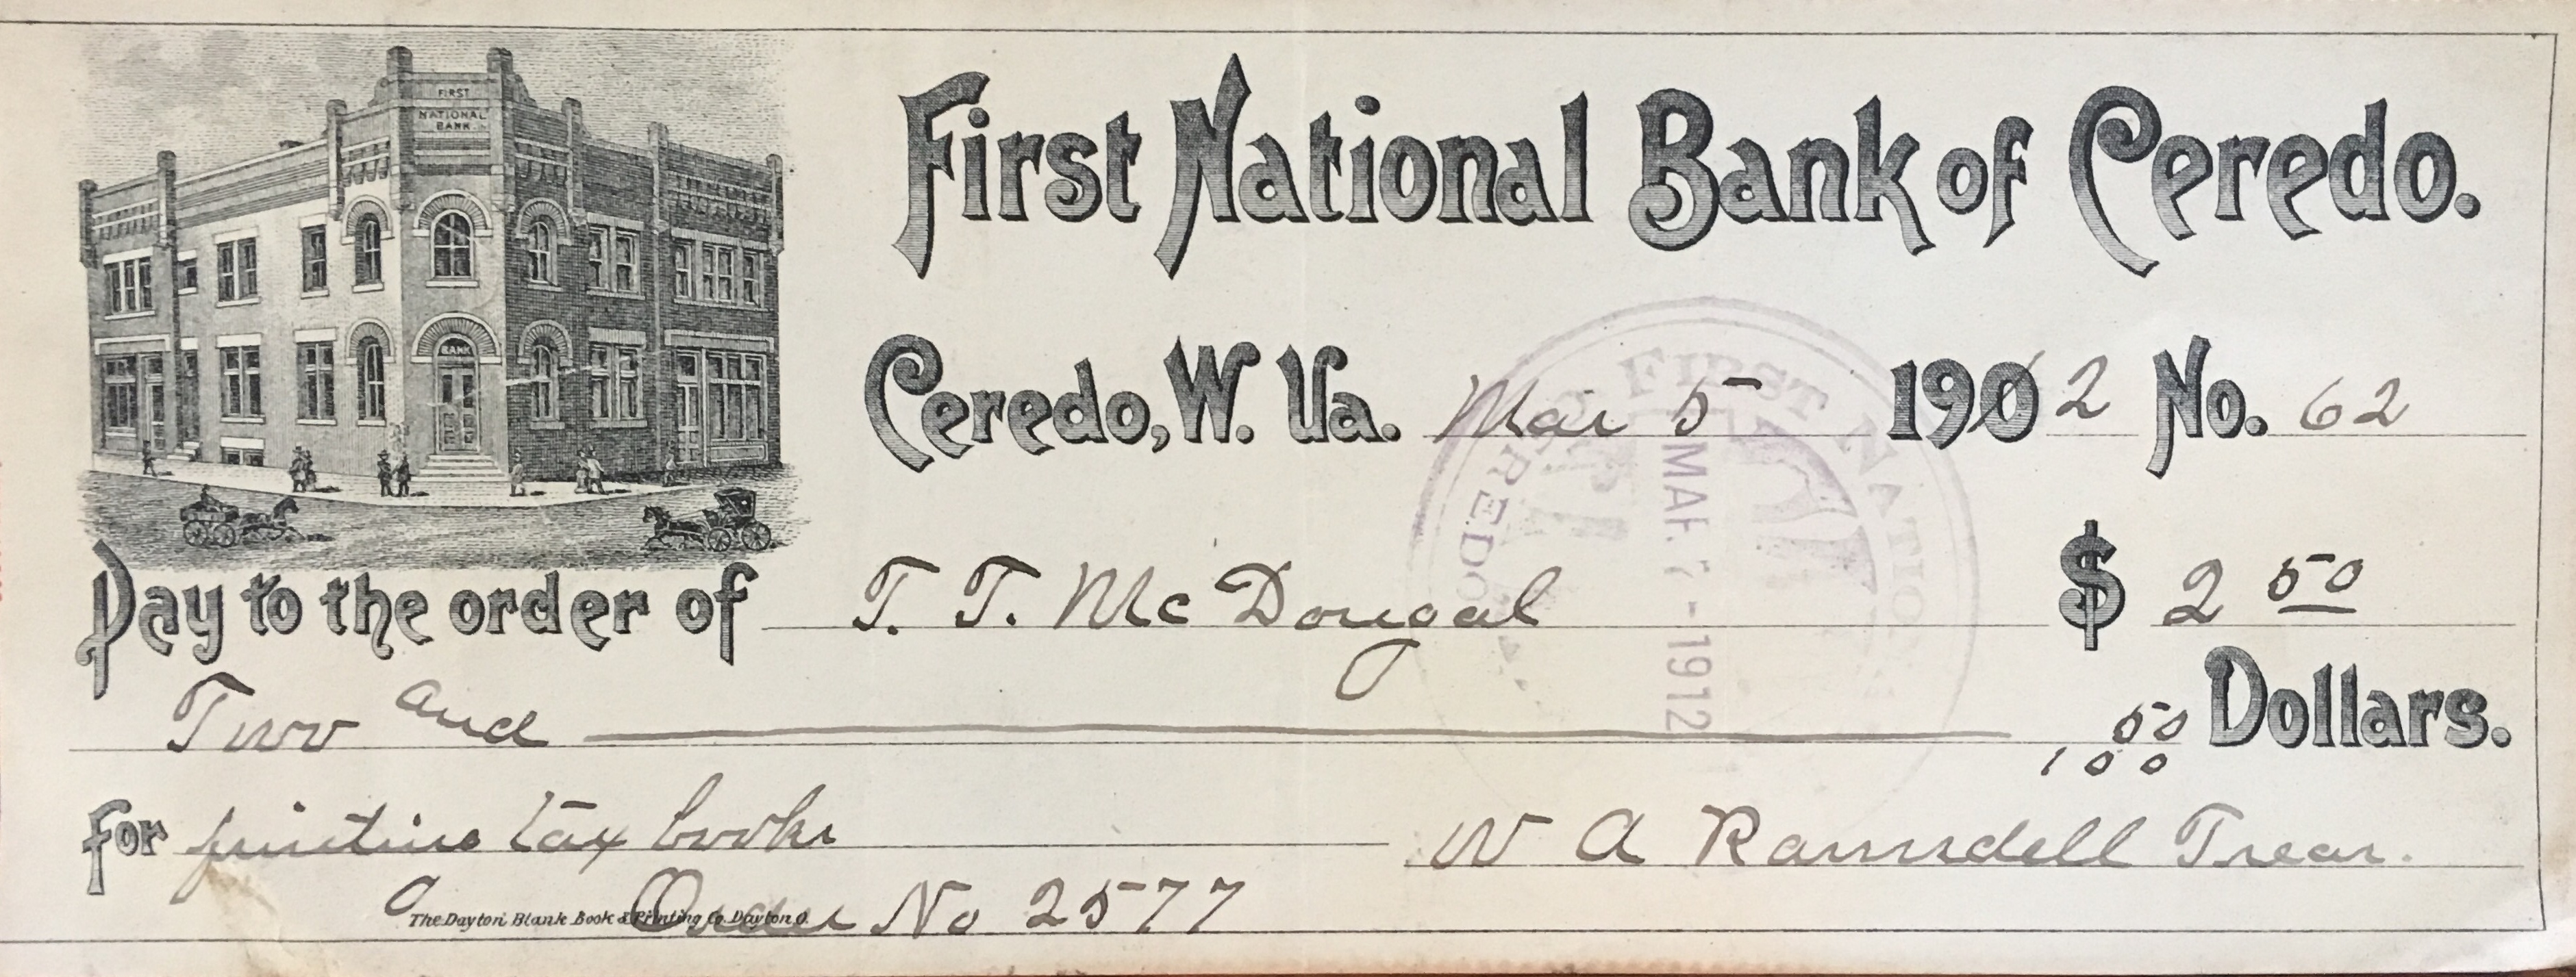 FIRST
NATIONAL
BANK
BANK
First National Bank of Ceredo.
Ceredo, W. Va. Mar 5 1902 No. 62
FIRST NATION
CEREDO
MAR 7 - 1912
Pay to the order of T. T. McDougal $ 2 50
Two and 50/100 Dollars.
for printing tax books W A Ramsdell Treas.
Order No 2577
The Dayton Blank Book & Printing Co. Dayton O.